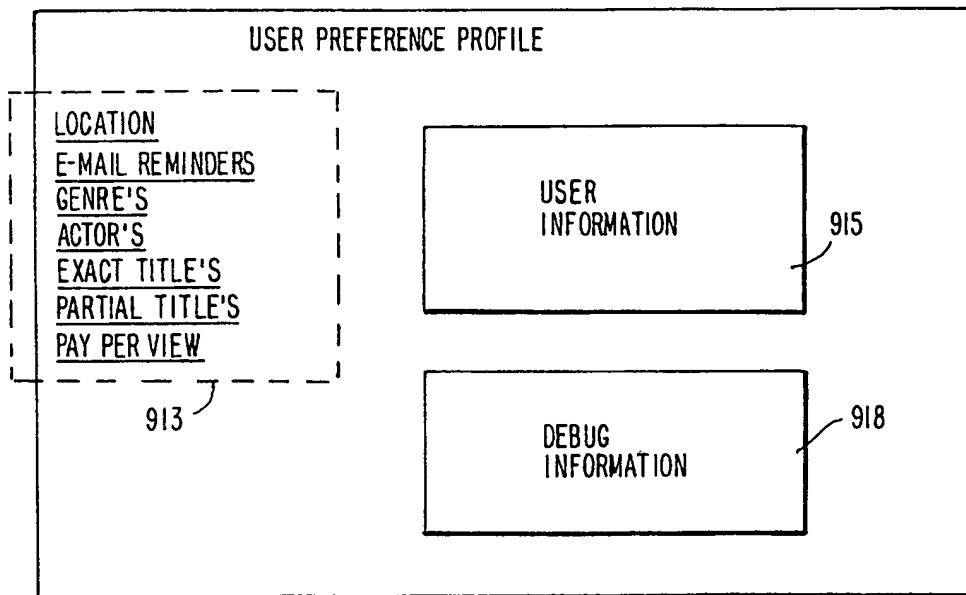 USER PREFERENCE PROFILE
LOCATION
E-MAIL REMINDERS
GENRE'S
ACTOR'S
EXACT TITLE'S
PARTIAL TITLE'S
PAY PER VIEW
913
USER
INFORMATION
915
DEBUG
INFORMATION
918